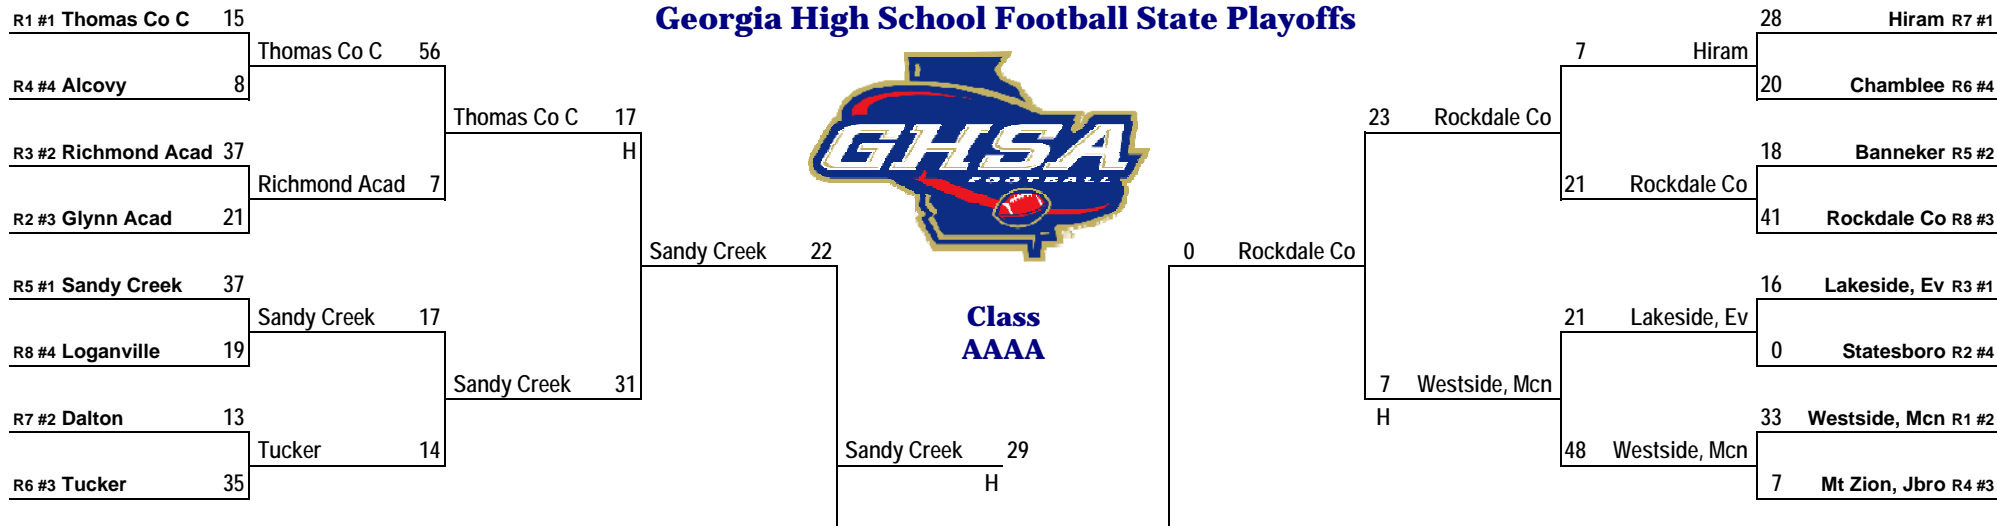 Georgia High School Football State Playoffs
GHSA
FOOTBALL
Class
AAAA
R1 #1 Thomas Co C 15
R4 #4 Alcovy 8
R3 #2 Richmond Acad 37
R2 #3 Glynn Acad 21
R5 #1 Sandy Creek 37
R8 #4 Loganville 19
R7 #2 Dalton 13
R6 #3 Tucker 35
Thomas Co C 56
Richmond Acad 7
Sandy Creek 17
Tucker 14
Thomas Co C 17
H
Sandy Creek 31
Sandy Creek 22
Sandy Creek 29
H
0 Rockdale Co
23 Rockdale Co
7 Westside, Mcn
H
7 Hiram
21 Rockdale Co
21 Lakeside, Ev
48 Westside, Mcn
28 Hiram R7 #1
20 Chamblee R6 #4
18 Banneker R5 #2
41 Rockdale Co R8 #3
16 Lakeside, Ev R3 #1
0 Statesboro R2 #4
33 Westside, Mcn R1 #2
7 Mt Zion, Jbro R4 #3